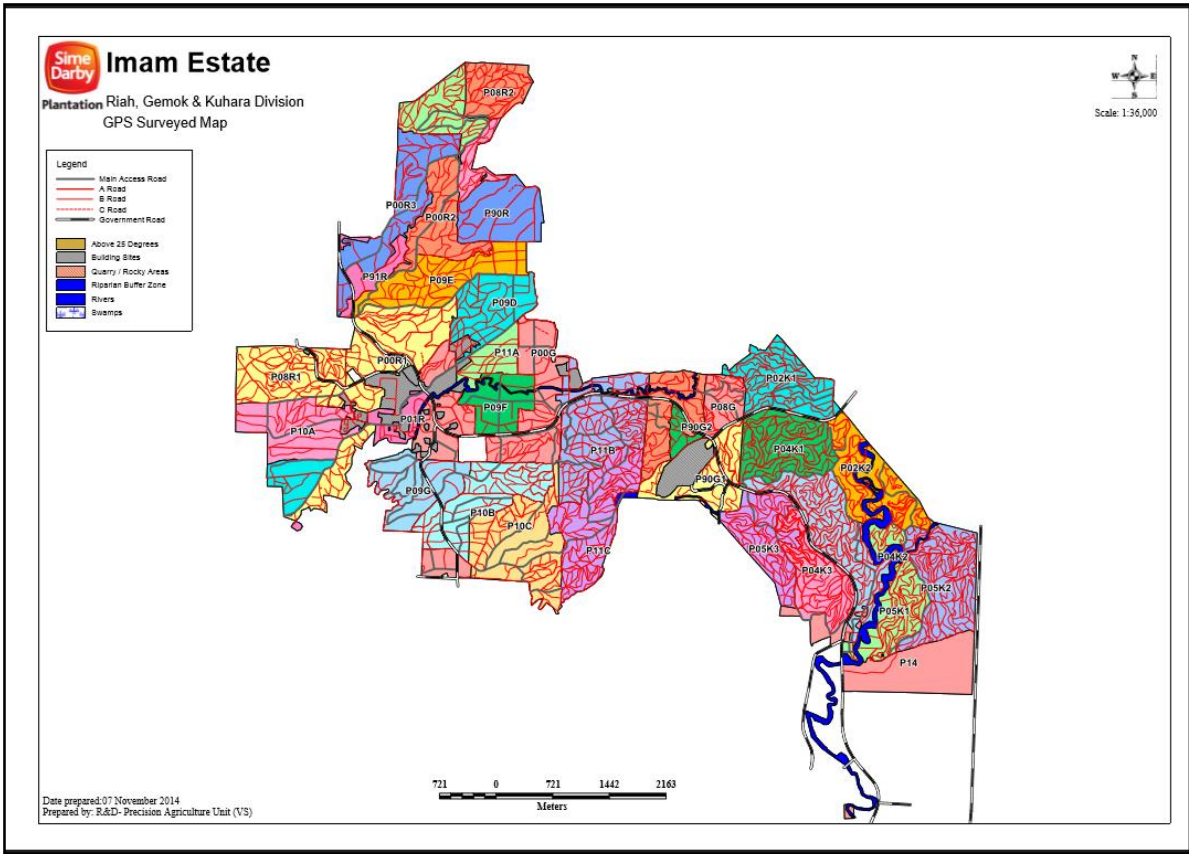 Sime
Darby
Plantation
Imam Estate
Riah, Gemok & Kuhara Division
GPS Surveyed Map
N
W E
S
Scale: 1:36,000
Legend
Main Access Road
A Road
B Road
C Road
Government Road
Above 25 Degrees
Building Sites
Quarry / Rocky Areas
Riparian Buffer Zone
Rivers
Swamps
P08R2
P00R3
P00R2
P90R
P91R
P09E
P09D
P11A
P00G
P00R1
P08R1
P02K1
P09F
P08G
P01R
P10A
P90G2
P11B
P04K1
P02K2
P90G1
P09G
P10B
P10C
P11C
P05K3
P04K2
P04K3
P05K2
P05K1
P14
721 0 721 1442 2163
Meters
Date prepared:07 November 2014
Prepared by: R&D- Precision Agriculture Unit (VS)